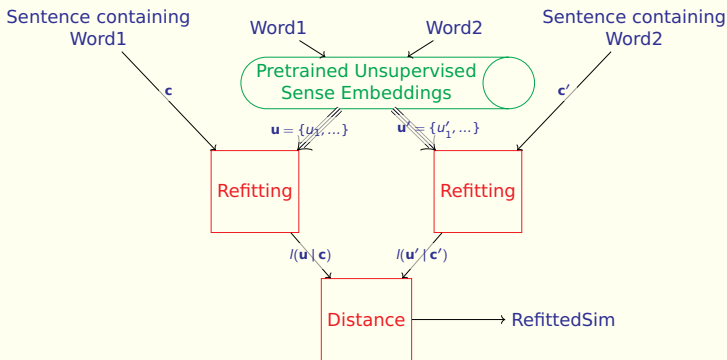 Sentence containing
Word1
Word1
Word2
Sentence containing
Word2
Pretrained Unsupervised
Sense Embeddings
c
c′
u = {u₁, ...}
u′ = {u′₁, ...}
Refitting
Refitting
l(u | c)
l(u′ | c′)
Distance
RefittedSim